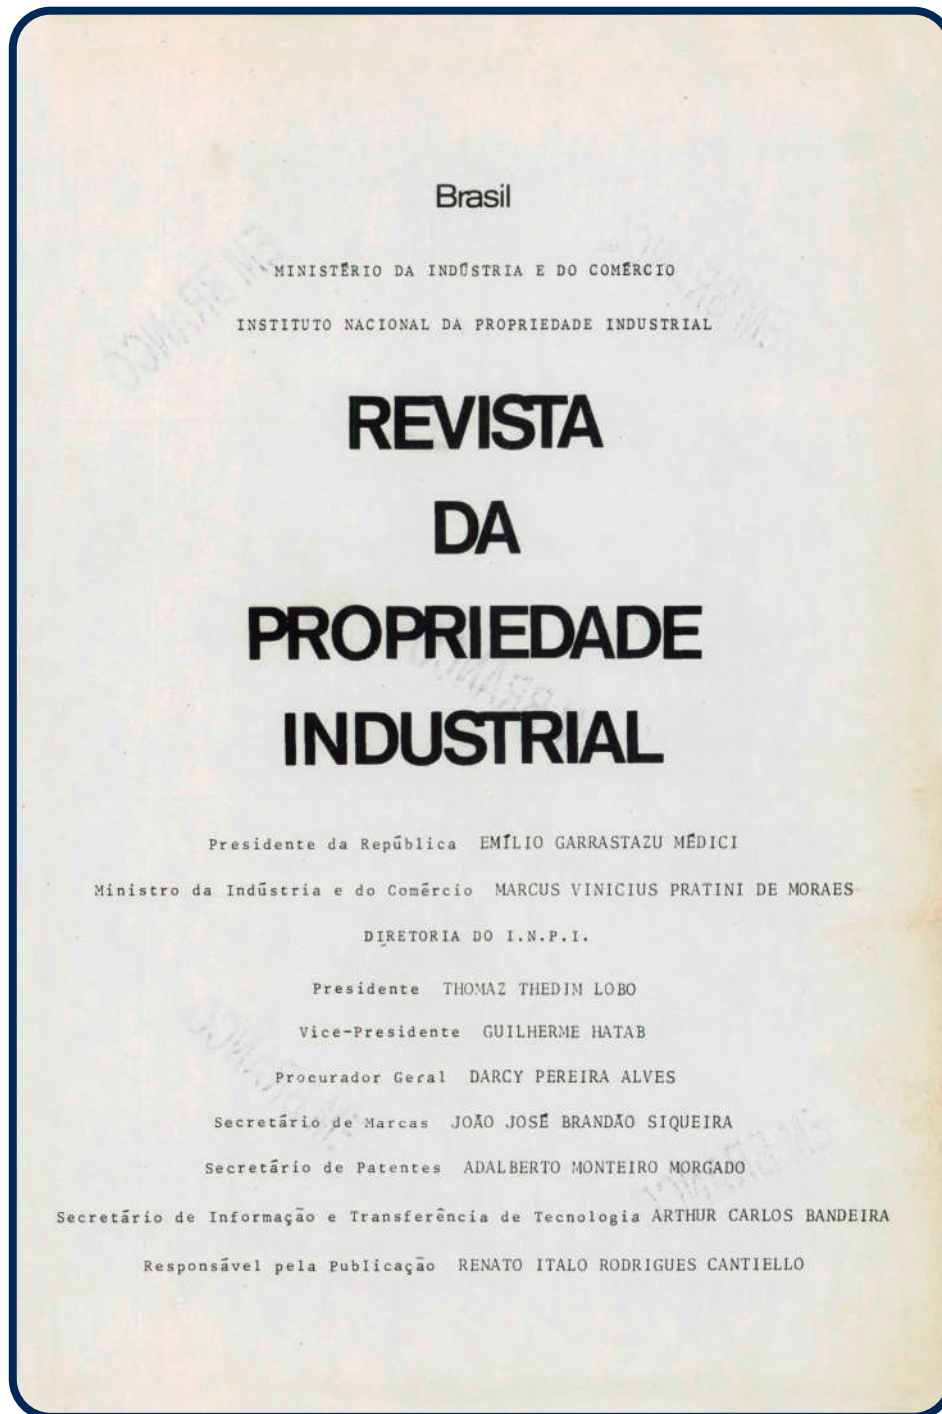 Brasil
MINISTÉRIO DA INDÚSTRIA E DO COMÉRCIO
INSTITUTO NACIONAL DA PROPRIEDADE INDUSTRIAL
REVISTA
DA
PROPRIEDADE
INDUSTRIAL
Presidente da República EMÍLIO GARRASTAZU MÉDICI
Ministro da Indústria e do Comércio MARCUS VINICIUS PRATINI DE MORAES
DIRETORIA DO I.N.P.I.
Presidente THOMAZ THEDIM LOBO
Vice-Presidente GUILHERME HATAB
Procurador Geral DARCY PEREIRA ALVES
Secretário de Marcas JOÃO JOSÉ BRANDÃO SIQUEIRA
Secretário de Patentes ADALBERTO MONTEIRO MORGADO
Secretário de Informação e Transferência de Tecnologia ARTHUR CARLOS BANDEIRA
Responsável pela Publicação RENATO ITALO RODRIGUES CANTIELLO